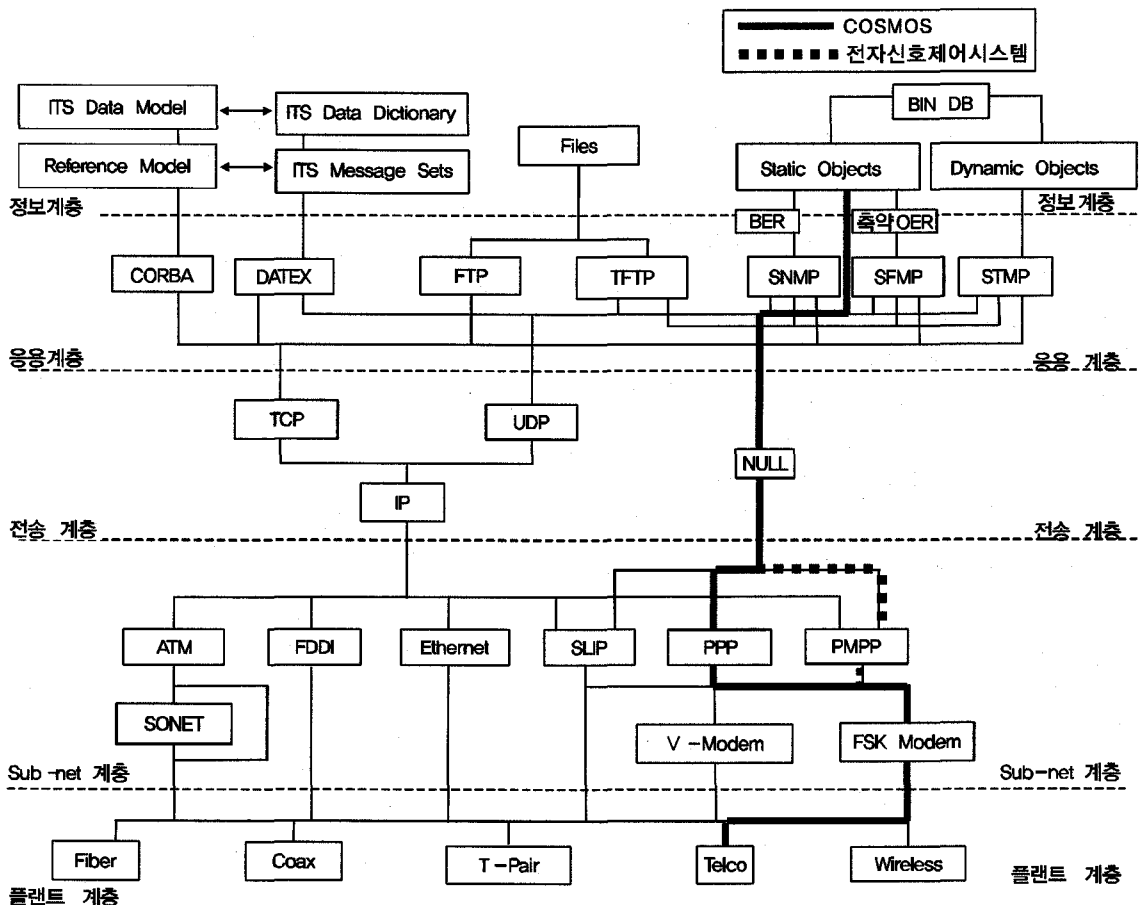 COSMOS
전자신호제어시스템
BIN DB
ITS Data Model
ITS Data Dictionary
Files
Reference Model
ITS Message Sets
Static Objects
Dynamic Objects
정보계층
정보 계층
BER
축약OER
CORBA
DATEX
FTP
TFTP
SNMP
SFMP
STMP
응용계층
응용 계층
TCP
UDP
NULL
IP
전송 계층
전송 계층
ATM
FDDI
Ethernet
SLIP
PPP
PMPP
SONET
V-Modem
FSK Modem
Sub-net 계층
Sub-net 계층
Fiber
Coax
T-Pair
Telco
Wireless
플랜트 계층
플랜트 계층